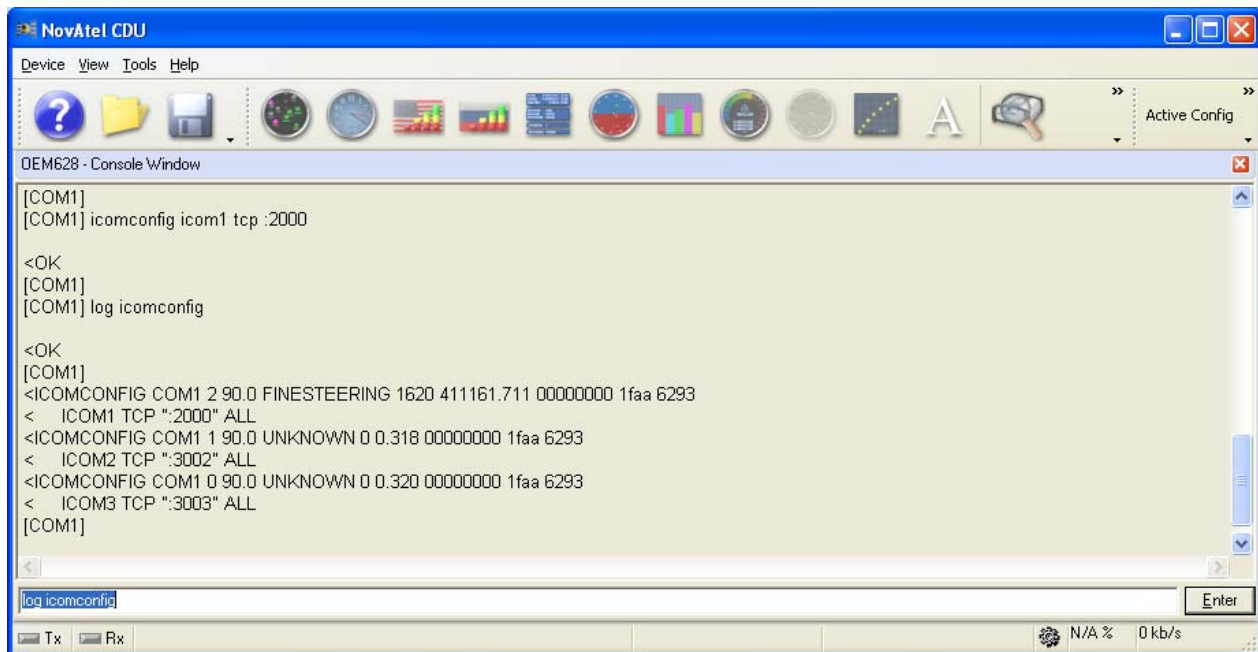 NovAtel CDU
Device View Tools Help
Active Config
OEM628 - Console Window
[COM1]
[COM1] icomconfig icom1 tcp :2000
<OK
[COM1]
[COM1] log icomconfig
<OK
[COM1]
<ICOMCONFIG COM1 2 90.0 FINESTEERING 1620 411161.711 00000000 1faa 6293
< ICOM1 TCP ":2000" ALL
<ICOMCONFIG COM1 1 90.0 UNKNOWN 0 0.318 00000000 1faa 6293
< ICOM2 TCP ":3002" ALL
<ICOMCONFIG COM1 0 90.0 UNKNOWN 0 0.320 00000000 1faa 6293
< ICOM3 TCP ":3003" ALL
[COM1]
log icomconfig
Enter
Tx Rx N/A % 0 kb/s